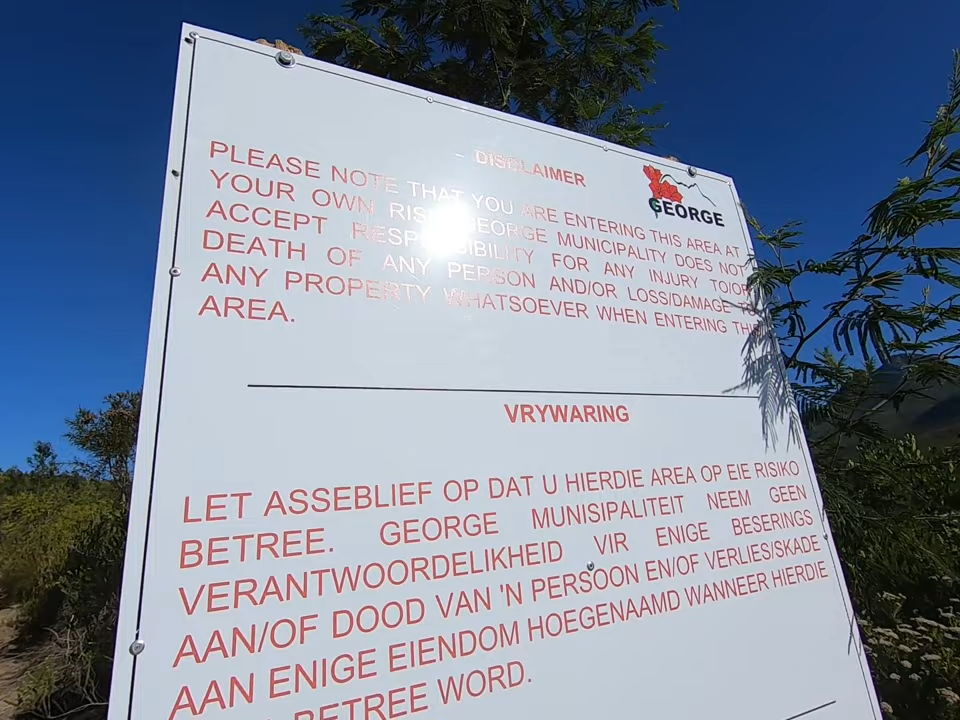 DISCLAIMER
GEORGE
PLEASE NOTE THAT YOU ARE ENTERING THIS AREA AT
YOUR OWN RISK. GEORGE MUNICIPALITY DOES NOT
ACCEPT RESPONSIBILITY FOR ANY INJURY TO/OR
DEATH OF ANY PERSON AND/OR LOSS/DAMAGE
ANY PROPERTY WHATSOEVER WHEN ENTERING
AREA.
VRYWARING
LET ASSEBLIEF OP DAT U HIERDIE AREA OP EIE RISIKO
BETREE. GEORGE MUNISIPALITEIT NEEM GEEN
VERANTWOORDELIKHEID VIR ENIGE BESERINGS
AAN/OF DOOD VAN 'N PERSOON EN/OF VERLIES/SKADE
AAN ENIGE EIENDOM HOEGENAAMD WANNEER HIERDIE
BETREE WORD.